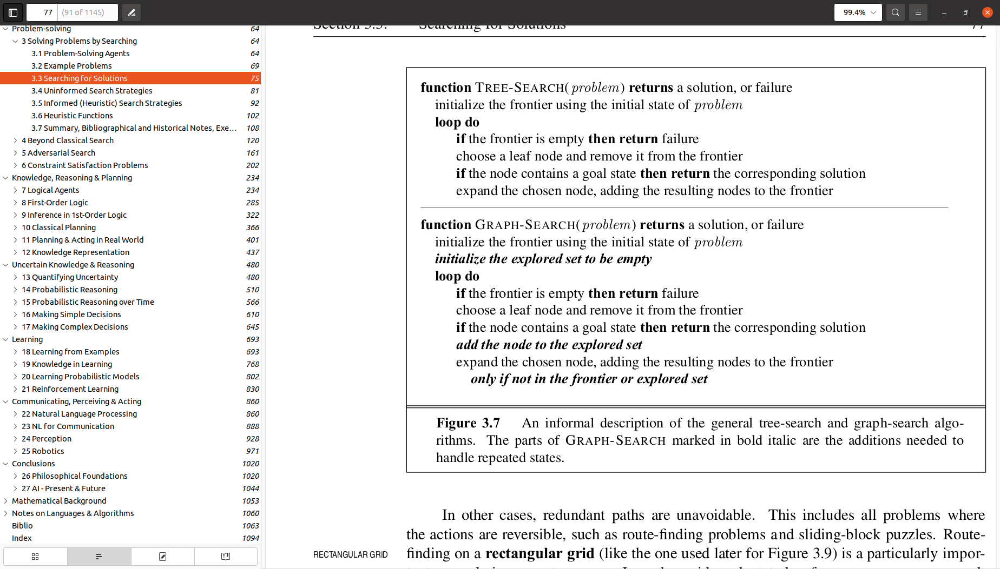 77 (91 of 1145) 99.4%
Problem-solving 64
3 Solving Problems by Searching 64
3.1 Problem-Solving Agents 64
3.2 Example Problems 69
3.3 Searching for Solutions 75
3.4 Uninformed Search Strategies 81
3.5 Informed (Heuristic) Search Strategies 92
3.6 Heuristic Functions 102
3.7 Summary, Bibliographical and Historical Notes, Exe... 108
4 Beyond Classical Search 120
5 Adversarial Search 161
6 Constraint Satisfaction Problems 202
Knowledge, Reasoning & Planning 234
7 Logical Agents 234
8 First-Order Logic 285
9 Inference in 1st-Order Logic 322
10 Classical Planning 366
11 Planning & Acting in Real World 401
12 Knowledge Representation 437
Uncertain Knowledge & Reasoning 480
13 Quantifying Uncertainty 480
14 Probabilistic Reasoning 510
15 Probabilistic Reasoning over Time 566
16 Making Simple Decisions 610
17 Making Complex Decisions 645
Learning 693
18 Learning from Examples 693
19 Knowledge in Learning 768
20 Learning Probabilistic Models 802
21 Reinforcement Learning 830
Communicating, Perceiving & Acting 860
22 Natural Language Processing 860
23 NL for Communication 888
24 Perception 928
25 Robotics 971
Conclusions 1020
26 Philosophical Foundations 1020
27 AI - Present & Future 1044
Mathematical Background 1053
Notes on Languages & Algorithms 1060
Biblio 1063
Index 1094
Section 3.3. Searching for Solutions 77
function TREE-SEARCH(problem) returns a solution, or failure
initialize the frontier using the initial state of problem
loop do
if the frontier is empty then return failure
choose a leaf node and remove it from the frontier
if the node contains a goal state then return the corresponding solution
expand the chosen node, adding the resulting nodes to the frontier
function GRAPH-SEARCH(problem) returns a solution, or failure
initialize the frontier using the initial state of problem
initialize the explored set to be empty
loop do
if the frontier is empty then return failure
choose a leaf node and remove it from the frontier
if the node contains a goal state then return the corresponding solution
add the node to the explored set
expand the chosen node, adding the resulting nodes to the frontier
only if not in the frontier or explored set
Figure 3.7 An informal description of the general tree-search and graph-search algo-
rithms. The parts of GRAPH-SEARCH marked in bold italic are the additions needed to
handle repeated states.
In other cases, redundant paths are unavoidable. This includes all problems where
the actions are reversible, such as route-finding problems and sliding-block puzzles. Route-
RECTANGULAR GRID finding on a rectangular grid (like the one used later for Figure 3.9) is a particularly impor-